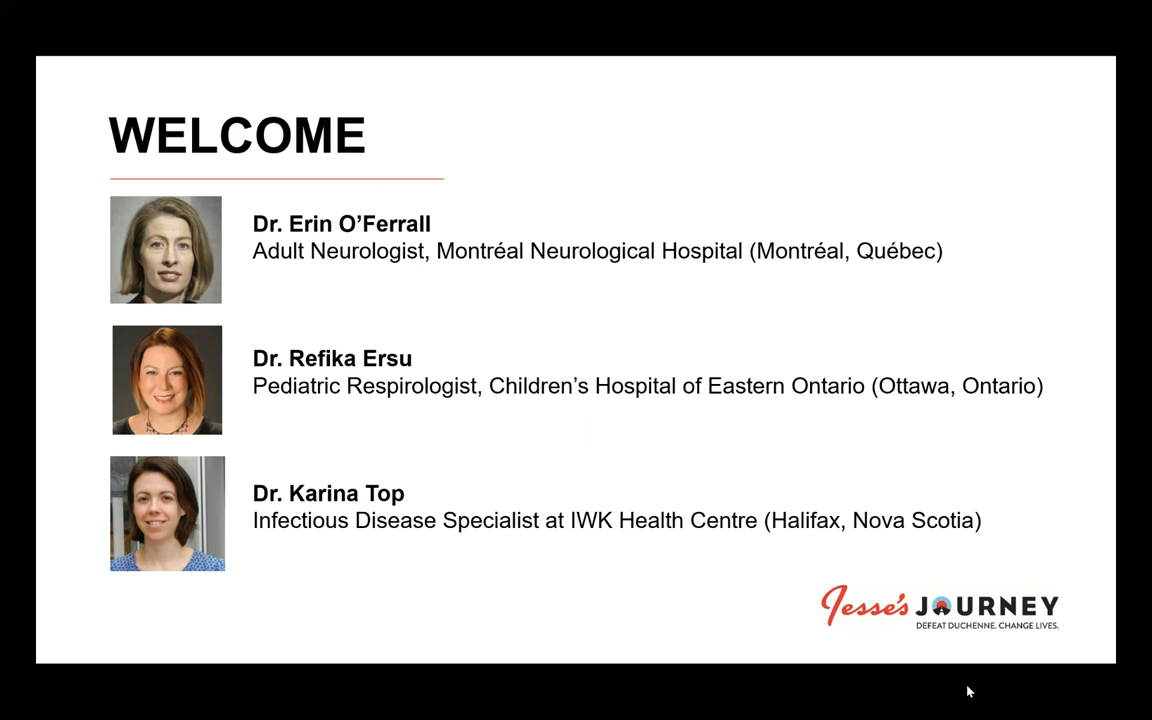 WELCOME
Dr. Erin O’Ferrall
Adult Neurologist, Montréal Neurological Hospital (Montréal, Québec)
Dr. Refika Ersu
Pediatric Respirologist, Children’s Hospital of Eastern Ontario (Ottawa, Ontario)
Dr. Karina Top
Infectious Disease Specialist at IWK Health Centre (Halifax, Nova Scotia)
Jesse's JOURNEY
DEFEAT DUCHENNE. CHANGE LIVES.